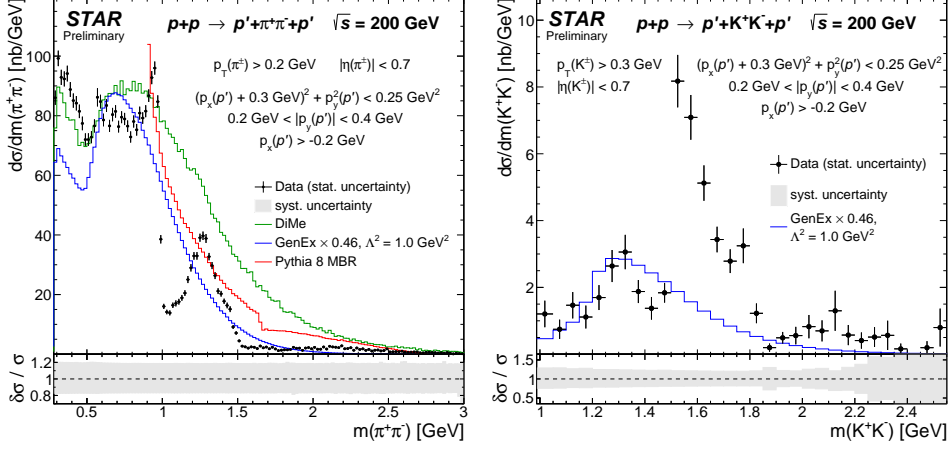 STAR
Preliminary
p+p → p′+π⁺π⁻+p′ √s = 200 GeV
p_T(π^±) > 0.2 GeV |η(π^±)| < 0.7
(p_x(p′) + 0.3 GeV)² + p_y²(p′) < 0.25 GeV²
0.2 GeV < |p_y(p′)| < 0.4 GeV
p_x(p′) > -0.2 GeV
Data (stat. uncertainty)
syst. uncertainty
DiMe
GenEx × 0.46, Λ² = 1.0 GeV²
Pythia 8 MBR
dσ/dm(π⁺π⁻) [nb/GeV]
100
80
60
40
20
δσ / σ
1.2
1
0.8
0.5
1
1.5
2
2.5
3
m(π⁺π⁻) [GeV]
STAR
Preliminary
p+p → p′+K⁺K⁻+p′ √s = 200 GeV
p_T(K^±) > 0.3 GeV
|η(K^±)| < 0.7
(p_x(p′) + 0.3 GeV)² + p_y²(p′) < 0.25 GeV²
0.2 GeV < |p_y(p′)| < 0.4 GeV
p_x(p′) > -0.2 GeV
Data (stat. uncertainty)
syst. uncertainty
GenEx × 0.46,
Λ² = 1.0 GeV²
dσ/dm(K⁺K⁻) [nb/GeV]
10
8
6
4
2
δσ / σ
1.5
1
0.5
1
1.2
1.4
1.6
1.8
2
2.2
2.4
m(K⁺K⁻) [GeV]